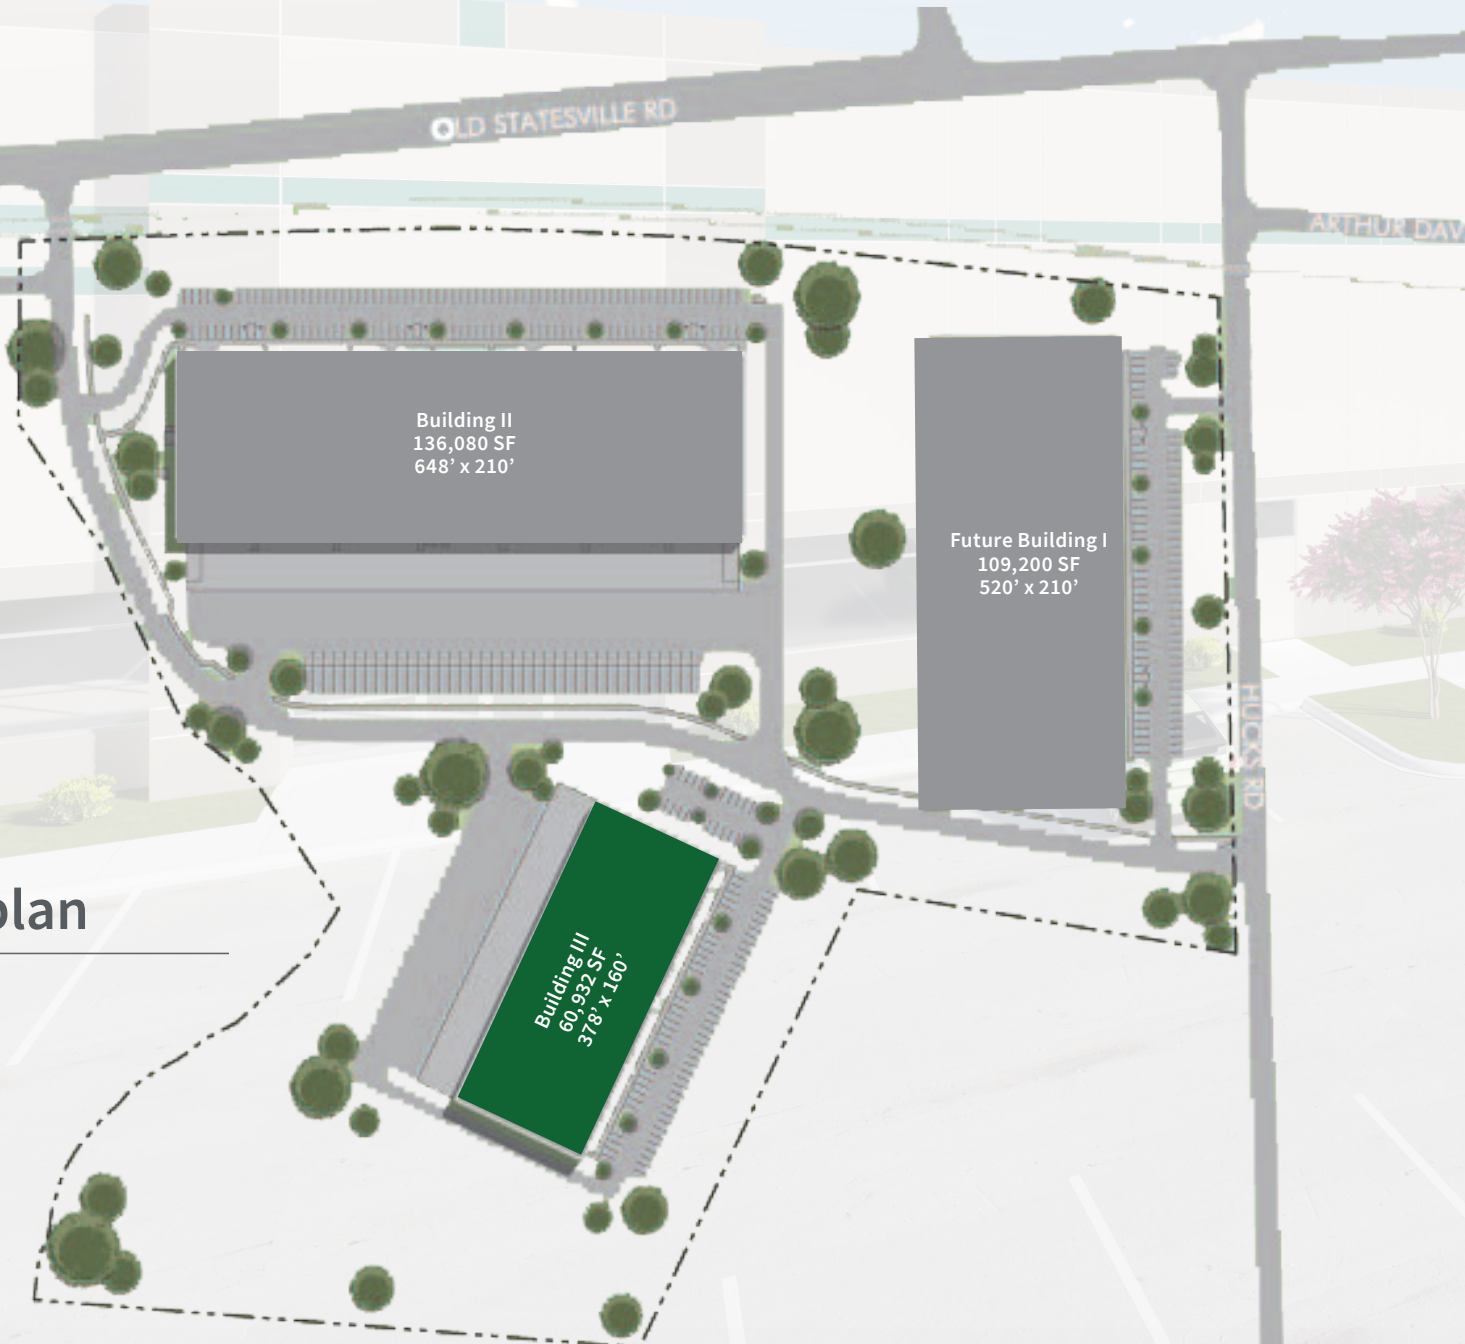 OLD STATESVILLE RD
ARTHUR DAV
Building II
136,080 SF
648’ x 210’
Future Building I
109,200 SF
520’ x 210’
HUCKS RD
plan
Building III
60,932 SF
378’ x 160’